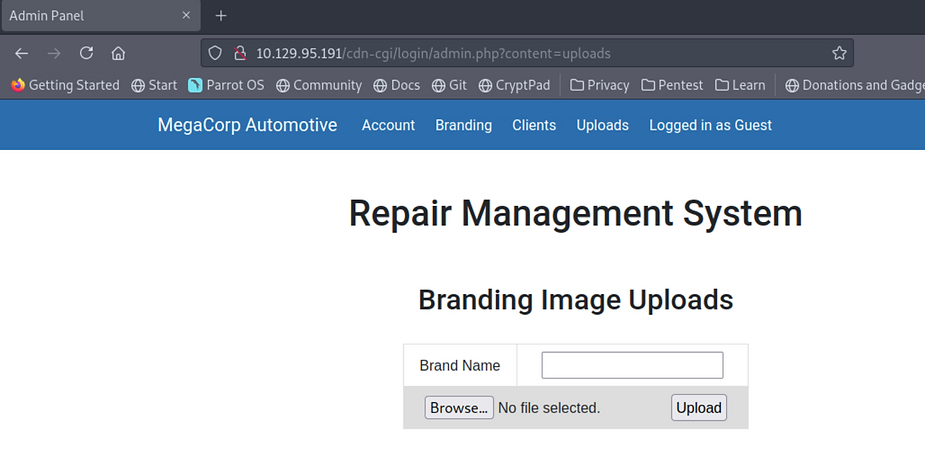 Admin Panel
10.129.95.191/cdn-cgi/login/admin.php?content=uploads
Getting Started Start Parrot OS Community Docs Git CryptPad Privacy Pentest Learn Donations and Gadge
MegaCorp Automotive Account Branding Clients Uploads Logged in as Guest
Repair Management System
Branding Image Uploads
Brand Name
Browse... No file selected. Upload